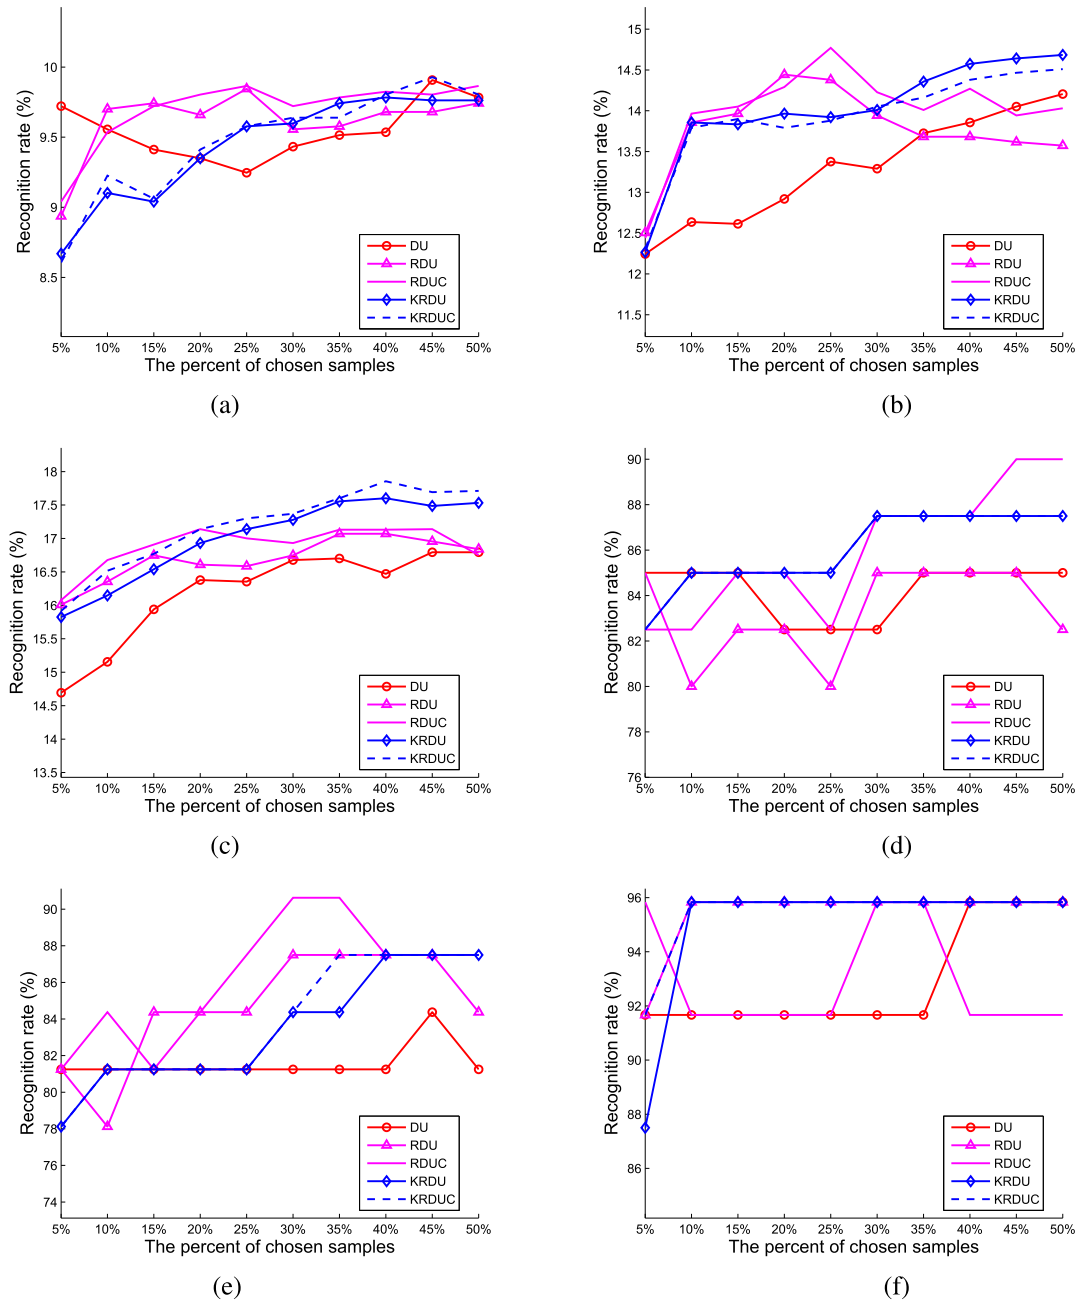 10
9.5
9
8.5
Recognition rate (%)
DU
RDU
RDUC
KRDU
KRDUC
5% 10% 15% 20% 25% 30% 35% 40% 45% 50%
The percent of chosen samples
(a)
15
14.5
14
13.5
13
12.5
12
11.5
Recognition rate (%)
DU
RDU
RDUC
KRDU
KRDUC
5% 10% 15% 20% 25% 30% 35% 40% 45% 50%
The percent of chosen samples
(b)
18
17.5
17
16.5
16
15.5
15
14.5
14
13.5
Recognition rate (%)
DU
RDU
RDUC
KRDU
KRDUC
5% 10% 15% 20% 25% 30% 35% 40% 45% 50%
The percent of chosen samples
(c)
90
88
86
84
82
80
78
76
Recognition rate (%)
DU
RDU
RDUC
KRDU
KRDUC
5% 10% 15% 20% 25% 30% 35% 40% 45% 50%
The percent of chosen samples
(d)
90
88
86
84
82
80
78
76
74
Recognition rate (%)
DU
RDU
RDUC
KRDU
KRDUC
5% 10% 15% 20% 25% 30% 35% 40% 45% 50%
The percent of chosen samples
(e)
96
94
92
90
88
86
Recognition rate (%)
DU
RDU
RDUC
KRDU
KRDUC
5% 10% 15% 20% 25% 30% 35% 40% 45% 50%
The percent of chosen samples
(f)